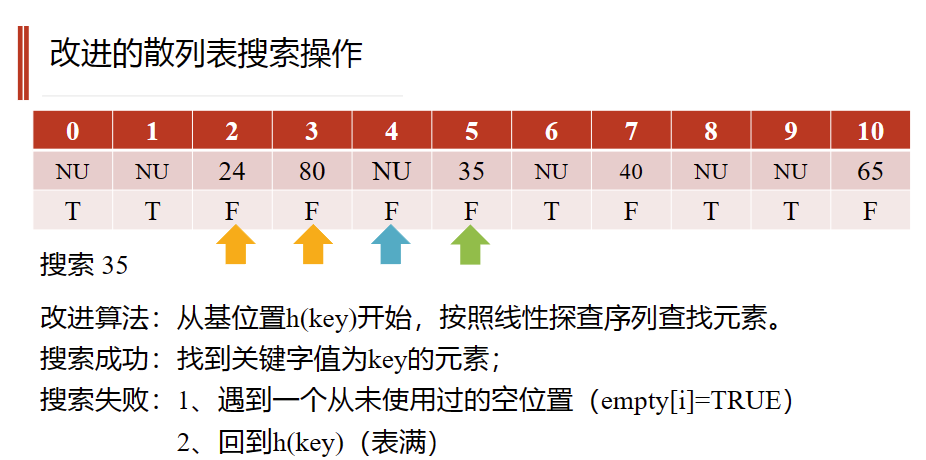 改进的散列表搜索操作
0 1 2 3 4 5 6 7 8 9 10
NU NU 24 80 NU 35 NU 40 NU NU 65
T T F F F F T F T T F
搜索 35
改进算法：从基位置h(key)开始，按照线性探查序列查找元素。
搜索成功：找到关键字值为key的元素；
搜索失败：1、遇到一个从未使用过的空位置（empty[i]=TRUE）
2、回到h(key)（表满）